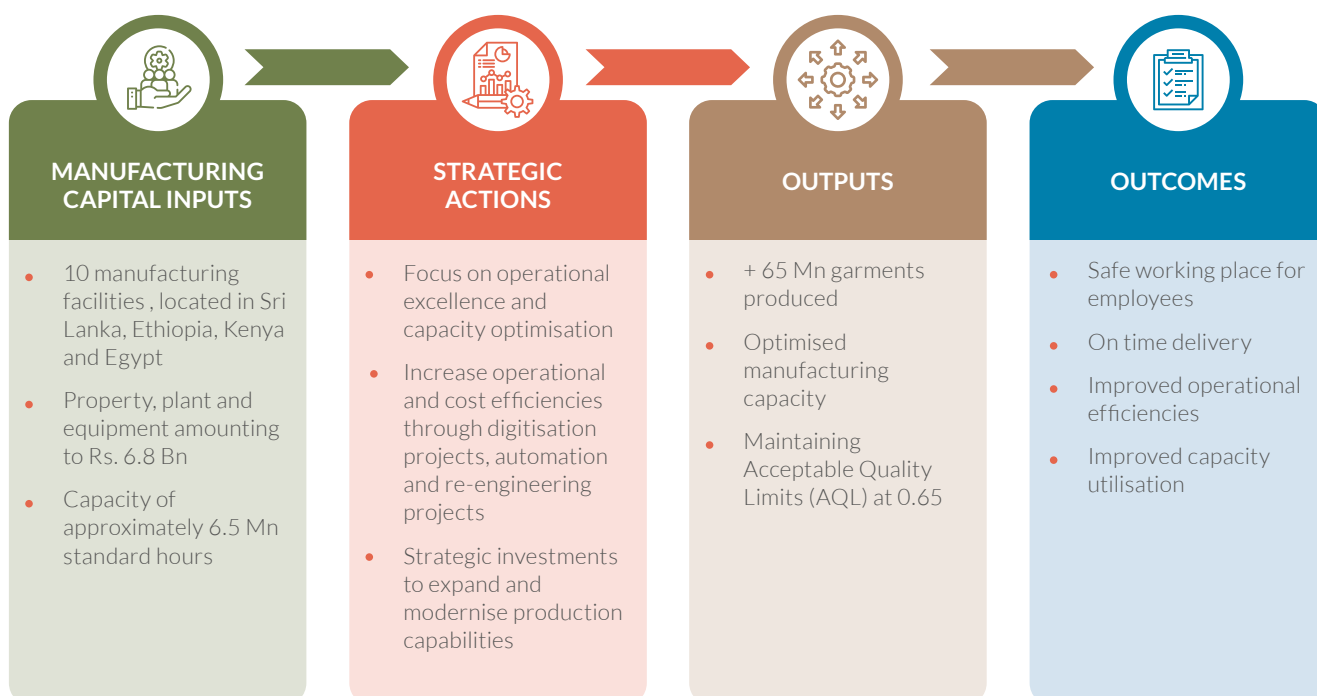 MANUFACTURING
CAPITAL INPUTS
10 manufacturing
facilities , located in Sri
Lanka, Ethiopia, Kenya
and Egypt
Property, plant and
equipment amounting
to Rs. 6.8 Bn
Capacity of
approximately 6.5 Mn
standard hours
STRATEGIC
ACTIONS
Focus on operational
excellence and
capacity optimisation
Increase operational
and cost efficiencies
through digitisation
projects, automation
and re-engineering
projects
Strategic investments
to expand and
modernise production
capabilities
OUTPUTS
+ 65 Mn garments
produced
Optimised
manufacturing
capacity
Maintaining
Acceptable Quality
Limits (AQL) at 0.65
OUTCOMES
Safe working place for
employees
On time delivery
Improved operational
efficiencies
Improved capacity
utilisation